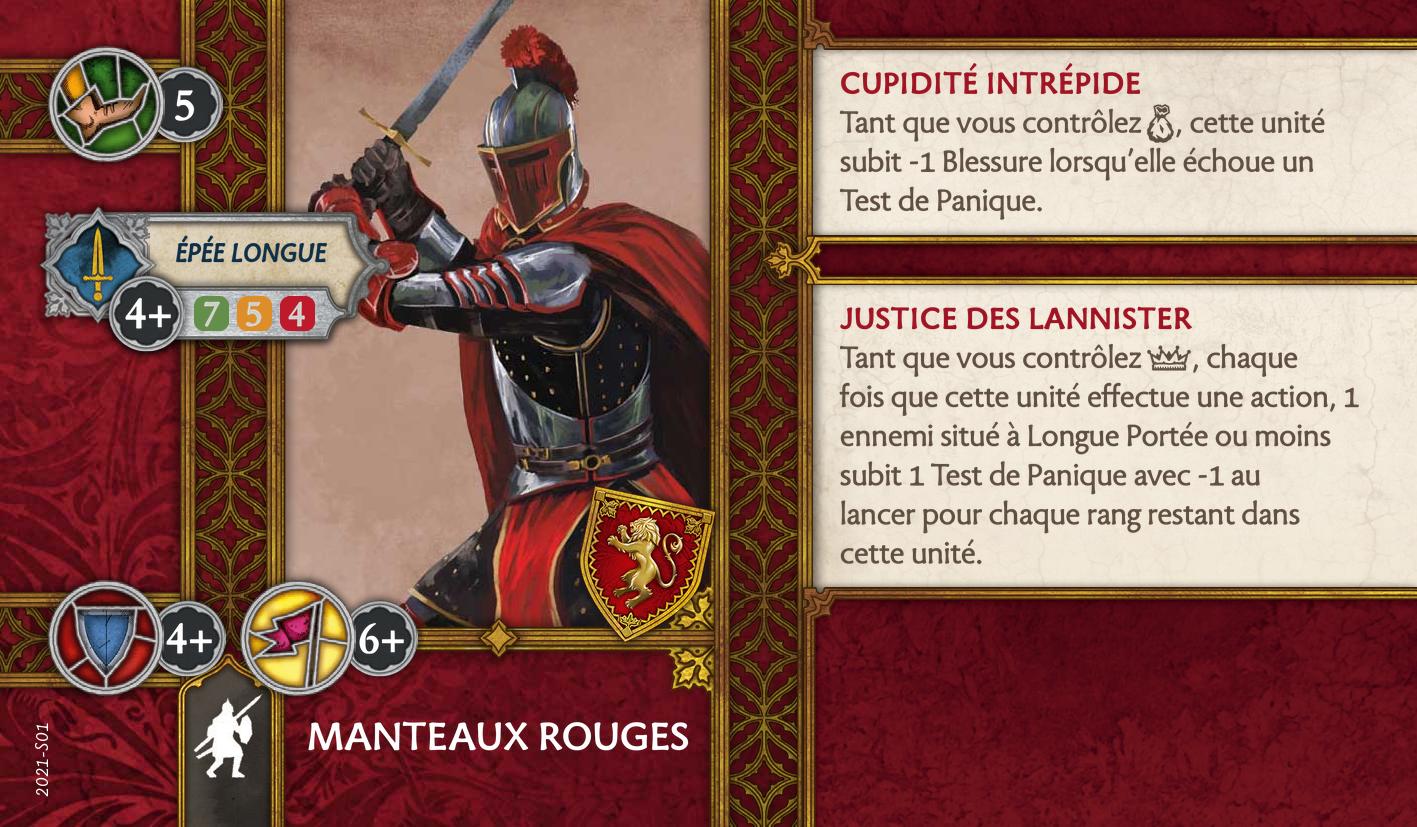 5
ÉPÉE LONGUE
4+ 7 5 4
4+ 6+
MANTEAUX ROUGES
2021-S01
CUPIDITÉ INTRÉPIDE
Tant que vous contrôlez , cette unité
subit -1 Blessure lorsqu’elle échoue un
Test de Panique.
JUSTICE DES LANNISTER
Tant que vous contrôlez , chaque
fois que cette unité effectue une action, 1
ennemi situé à Longue Portée ou moins
subit 1 Test de Panique avec -1 au
lancer pour chaque rang restant dans
cette unité.